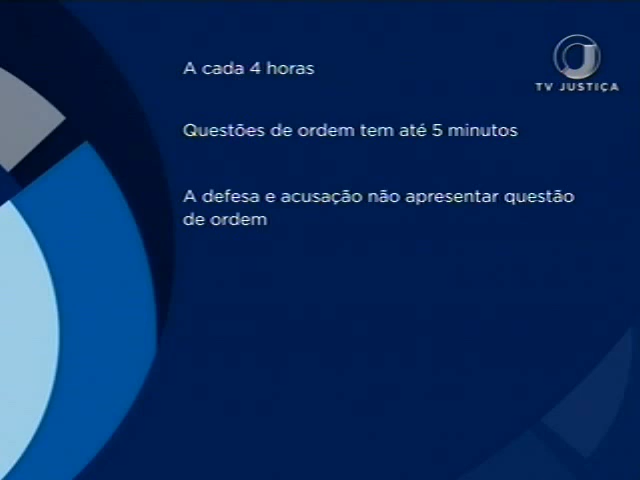 A cada 4 horas
TV JUSTIÇA
Questões de ordem tem até 5 minutos
A defesa e acusação não apresentar questão
de ordem